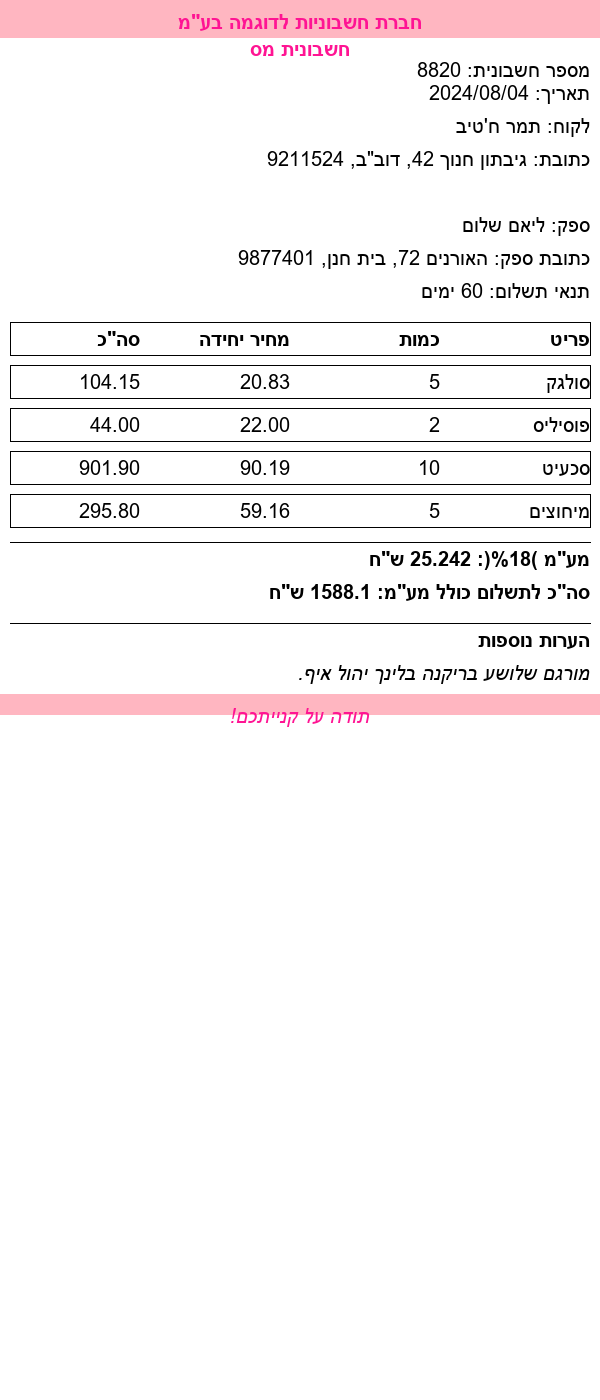 חברת חשבוניות לדוגמה בע"מ
חשבונית מס
מספר חשבונית: 8820
תאריך: 2024/08/04
לקוח: תמר ח'טיב
כתובת: גיבתון חנוך 42, דוב"ב, 9211524
ספק: ליאם שלום
כתובת ספק: האורנים 72, בית חנן, 9877401
תנאי תשלום: 60 ימים
פריט כמות מחיר יחידה סה"כ
סולגק 5 20.83 104.15
פוסיליס 2 22.00 44.00
סכעיט 10 90.19 901.90
מיחוצים 5 59.16 295.80
מע"מ )18%(: 25.242 ש"ח
סה"כ לתשלום כולל מע"מ: 1588.1 ש"ח
הערות נוספות
מורגם שלושע בריקנה בלינך יהול איף.
תודה על קנייתכם!